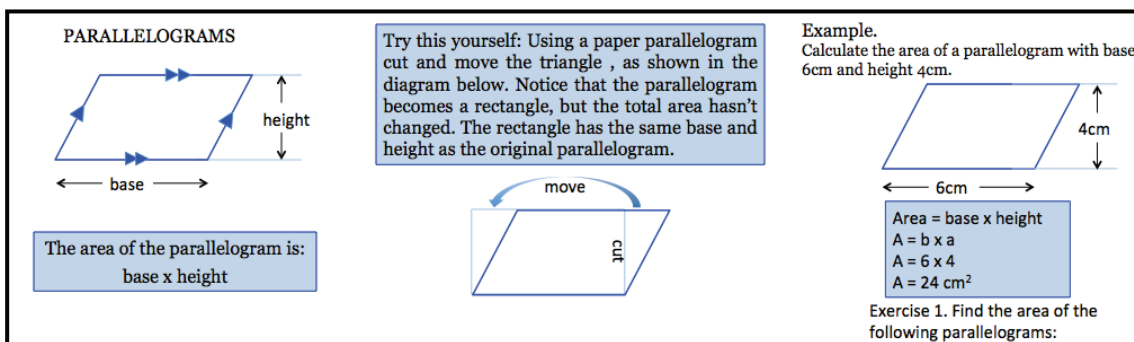 PARALLELOGRAMS
height
base
The area of the parallelogram is:
base x height
Try this yourself: Using a paper parallelogram
cut and move the triangle , as shown in the
diagram below. Notice that the parallelogram
becomes a rectangle, but the total area hasn't
changed. The rectangle has the same base and
height as the original parallelogram.
move
cut
Example.
Calculate the area of a parallelogram with base
6cm and height 4cm.
4cm
6cm
Area = base x height
A = b x a
A = 6 x 4
A = 24 cm²
Exercise 1. Find the area of the
following parallelograms: